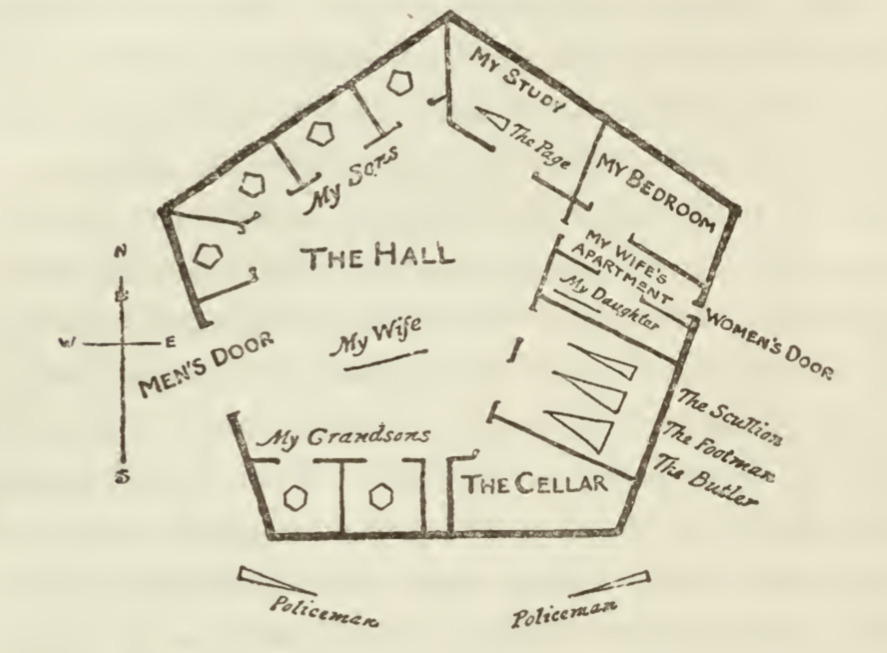 MY STUDY
The Page
MY BEDROOM
My Sons
N
THE HALL
MY WIFE'S
APARTMENT
My Daughter
W
E
WOMEN'S DOOR
My Wife
MEN'S DOOR
The Scullion
The Footman
The Butler
My Grandsons
S
THE CELLAR
Policeman
Policeman